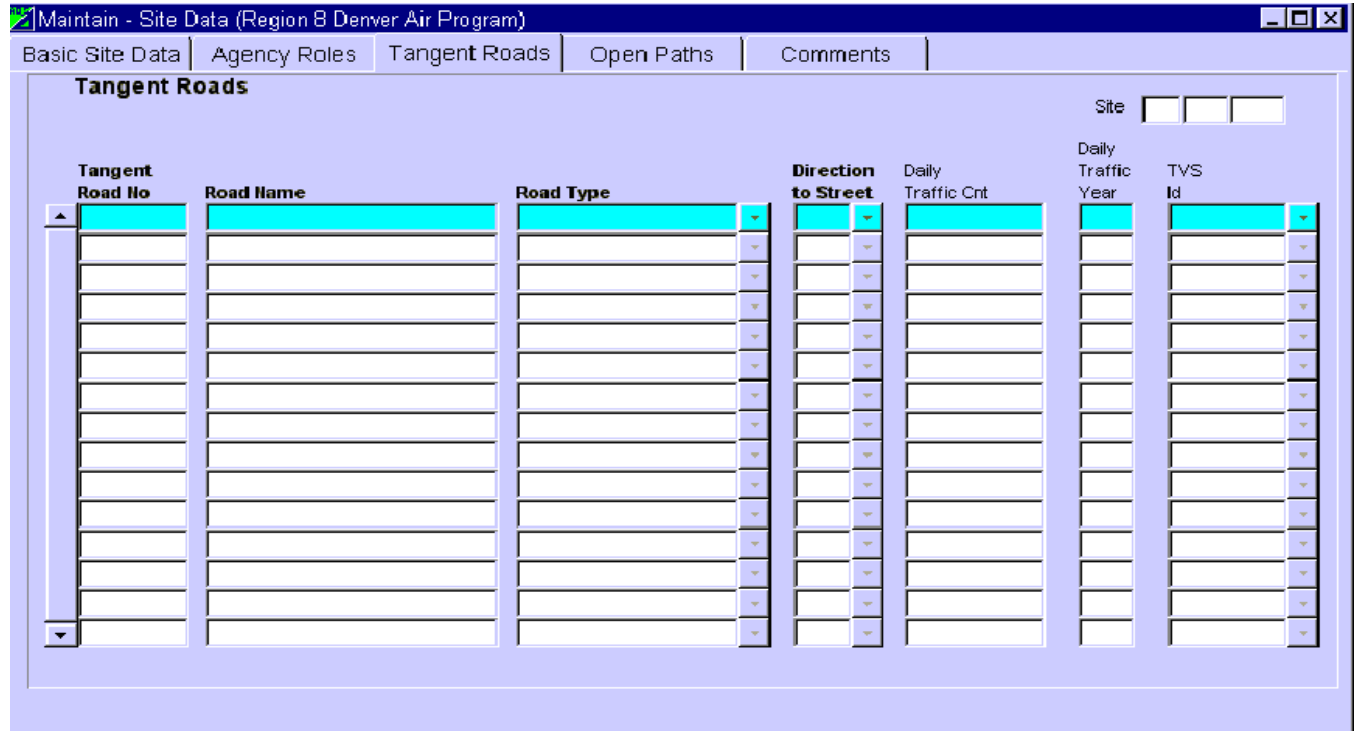 Maintain - Site Data (Region 8 Denver Air Program)
Basic Site Data Agency Roles Tangent Roads Open Paths Comments
Tangent Roads
Site
Tangent Road No
Road Name
Road Type
Direction to Street
Daily Traffic Cnt
Daily Traffic Year
TVS Id